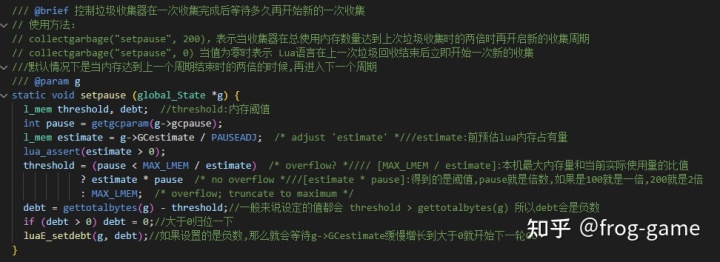 /// @brief 控制垃圾收集器在一次收集完成后等待多久再开始新的一次收集
// 使用方法：
// collectgarbage("setpause", 200)，表示当收集器在总使用内存数量达到上次垃圾收集时的两倍时再开启新的收集周期
// collectgarbage("setpause", 0) 当值为零时表示 Lua语言在上一次垃圾回收结束后立即开始一次新的收集
///默认情况下是当内存达到上一个周期结束时的两倍的时候,再进入下一个周期
/// @param g
static void setpause (global_State *g) {
l_mem threshold, debt; //threshold:内存阈值
int pause = getgcparam(g->gcpause);
l_mem estimate = g->GCestimate / PAUSEADJ; /* adjust 'estimate' *///estimate:前预估lua内存占有量
lua_assert(estimate > 0);
threshold = (pause < MAX_LMEM / estimate) /* overflow? *//// [MAX_LMEM / estimate]:本机最大内存量和当前实际使用量的比值
? estimate * pause /* no overflow *///[estimate * pause]:得到的是阈值,pause就是倍数,如果是100就是一倍,200就是2倍
: MAX_LMEM; /* overflow; truncate to maximum */
debt = gettotalbytes(g) - threshold;//一般来说设定的值都会 threshold > gettotalbytes(g) 所以debt会是负数
if (debt > 0) debt = 0;//大于0归位一下
luaE_setdebt(g, debt);//如果设置的是负数,那么就会等待g->GCestimate缓慢增长到大于0就开始下一轮
}
知乎 @frog-game